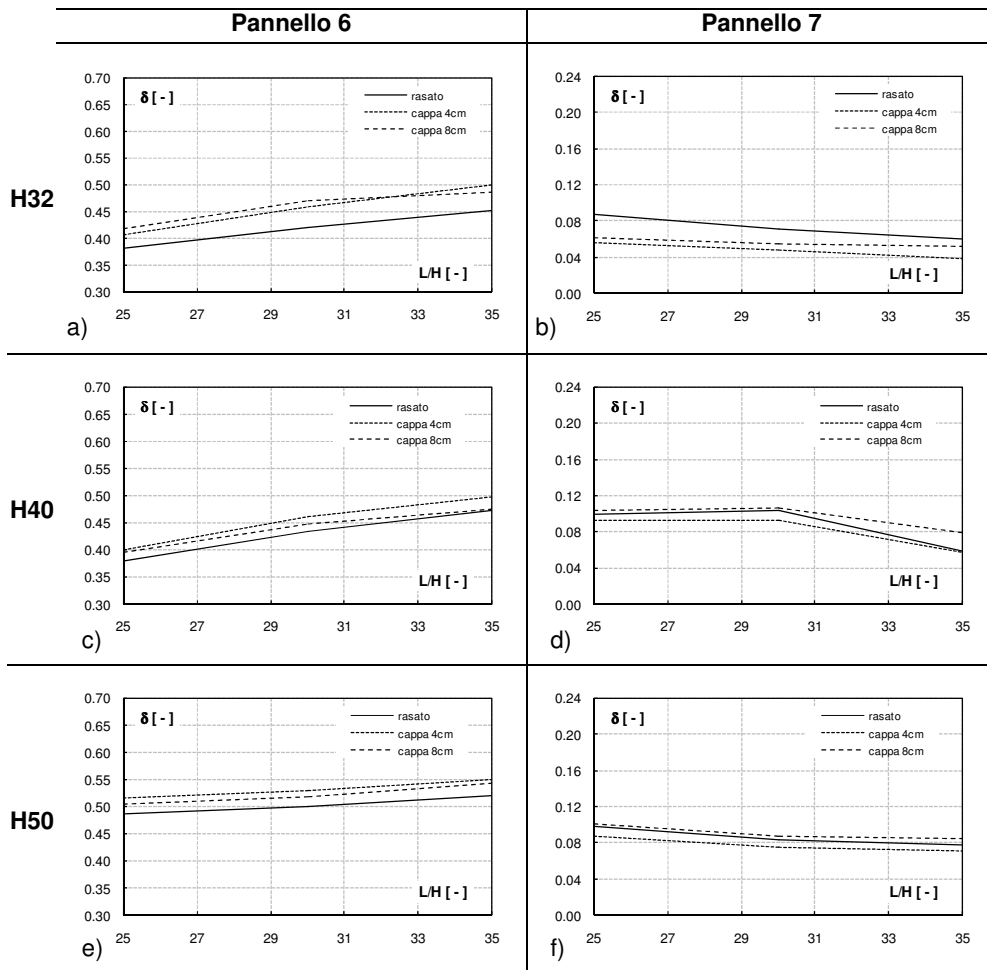 Pannello 6
Pannello 7
H32
δ [ - ]
rasato
cappa 4cm
cappa 8cm
0.70
0.65
0.60
0.55
0.50
0.45
0.40
0.35
0.30
L/H [ - ]
25 27 29 31 33 35
a)
δ [ - ]
rasato
cappa 4cm
cappa 8cm
0.24
0.20
0.16
0.12
0.08
0.04
0.00
L/H [ - ]
25 27 29 31 33 35
b)
H40
δ [ - ]
rasato
cappa 4cm
cappa 8cm
0.70
0.65
0.60
0.55
0.50
0.45
0.40
0.35
0.30
L/H [ - ]
25 27 29 31 33 35
c)
δ [ - ]
rasato
cappa 4cm
cappa 8cm
0.24
0.20
0.16
0.12
0.08
0.04
0.00
L/H [ - ]
25 27 29 31 33 35
d)
H50
δ [ - ]
rasato
cappa 4cm
cappa 8cm
0.70
0.65
0.60
0.55
0.50
0.45
0.40
0.35
0.30
L/H [ - ]
25 27 29 31 33 35
e)
δ [ - ]
rasato
cappa 4cm
cappa 8cm
0.24
0.20
0.16
0.12
0.08
0.04
0.00
L/H [ - ]
25 27 29 31 33 35
f)